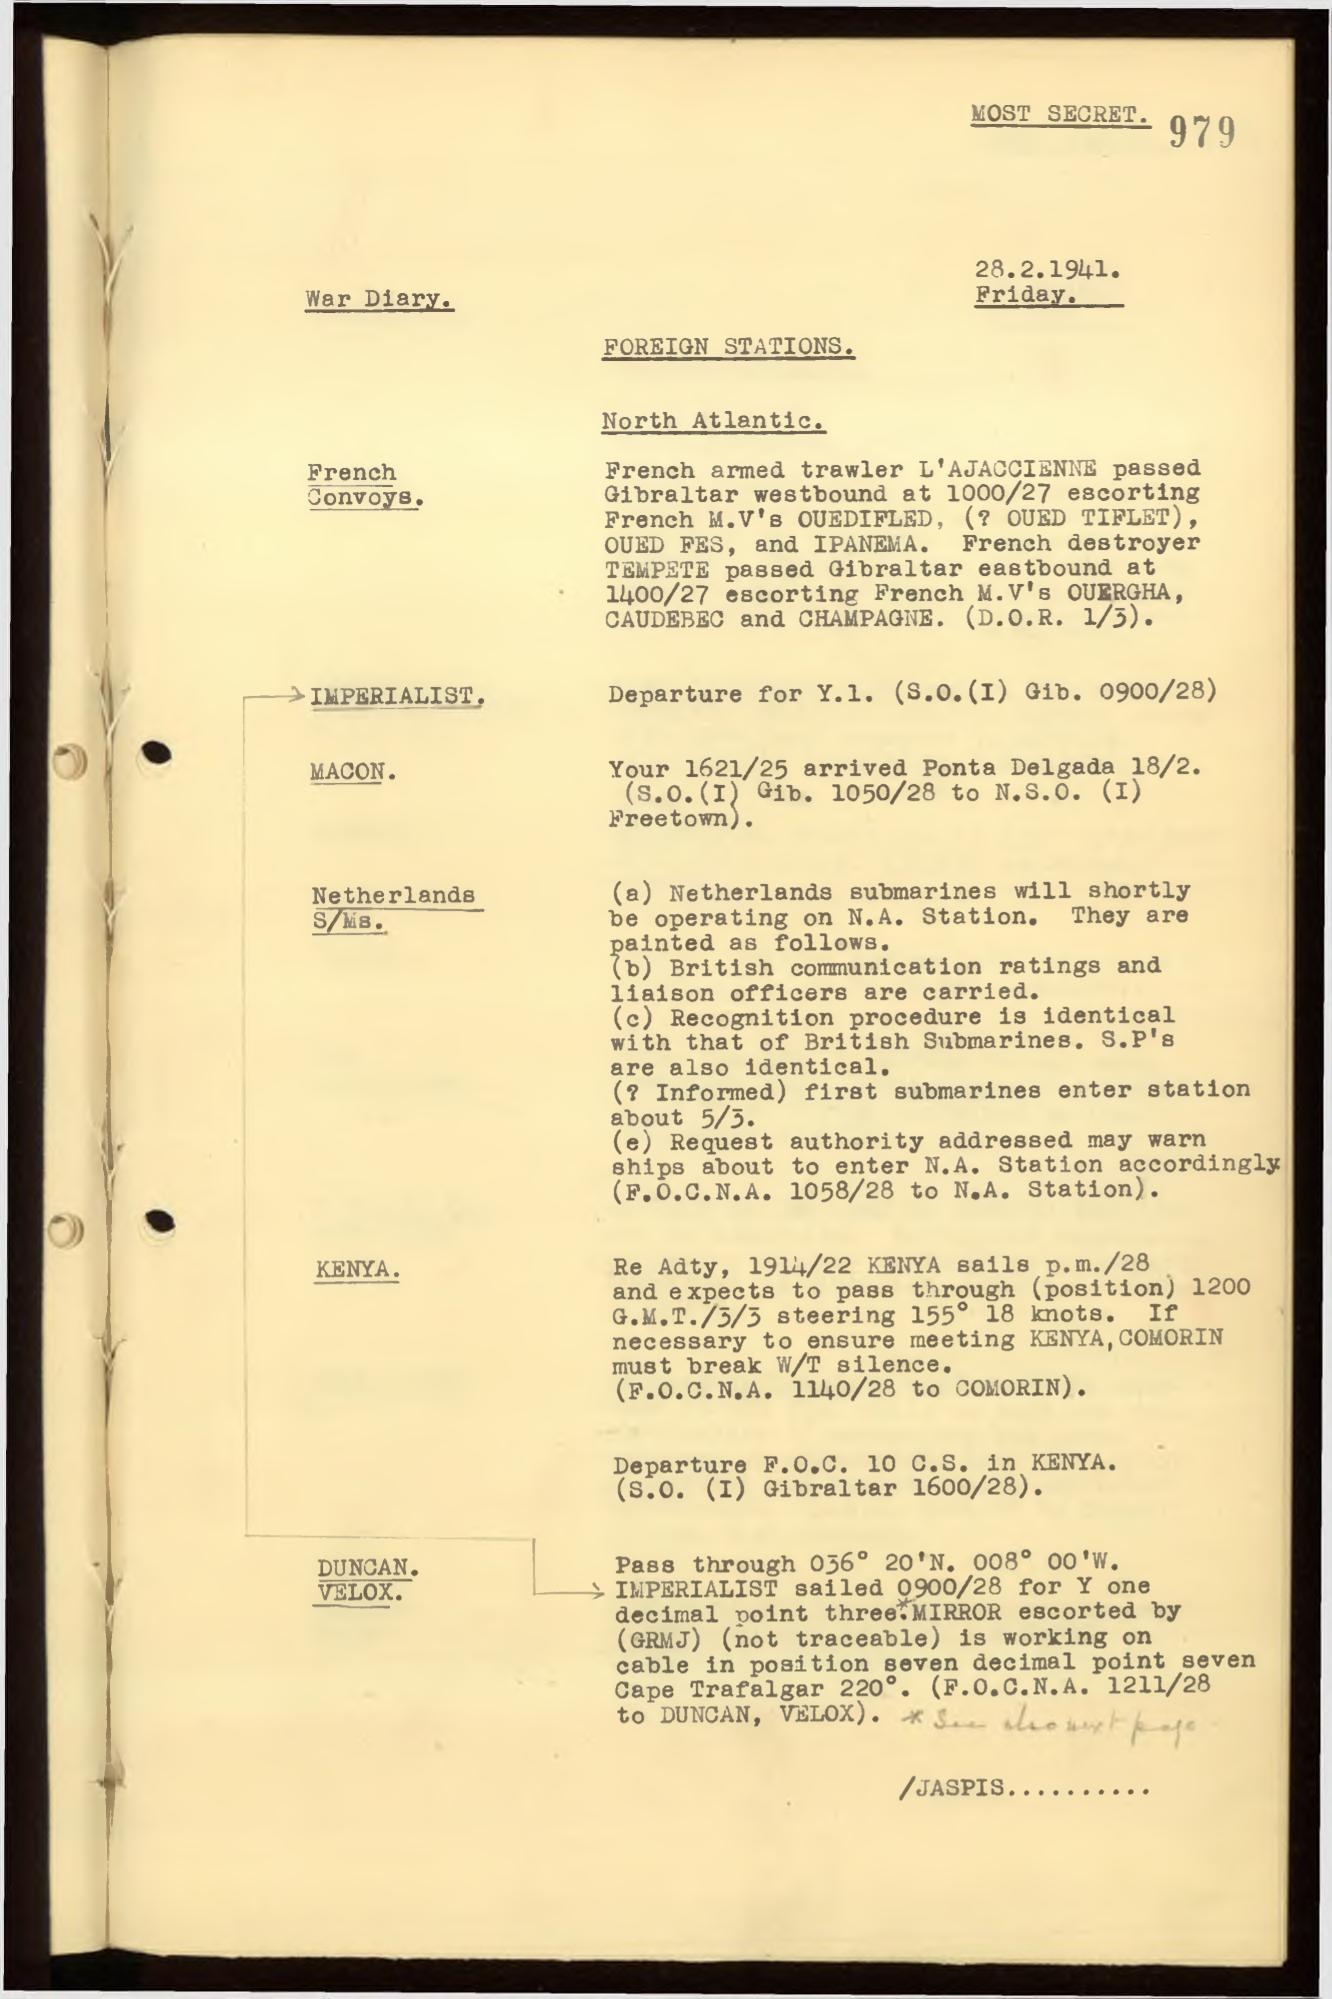 MOST SECRET.
979
28.2.1941.
Friday.
War Diary.
FOREIGN STATIONS.
North Atlantic.
French
Convoys.
French armed trawler L'AJACCIENNE passed
Gibraltar westbound at 1000/27 escorting
French M.V's OUEDIFLED, (? OUED TIFLET),
OUED FES, and IPANEMA. French destroyer
TEMPETE passed Gibraltar eastbound at
1400/27 escorting French M.V's OUERGHA,
CAUDEBEC and CHAMPAGNE. (D.O.R. 1/3).
IMPERIALIST.
Departure for Y.1. (S.O.(I) Gib. 0900/28)
MACON.
Your 1621/25 arrived Ponta Delgada 18/2.
(S.O.(I) Gib. 1050/28 to N.S.O. (I)
Freetown).
Netherlands
S/Ms.
(a) Netherlands submarines will shortly
be operating on N.A. Station. They are
painted as follows.
(b) British communication ratings and
liaison officers are carried.
(c) Recognition procedure is identical
with that of British Submarines. S.P's
are also identical.
(? Informed) first submarines enter station
about 5/3.
(e) Request authority addressed may warn
ships about to enter N.A. Station accordingly
(F.O.C.N.A. 1058/28 to N.A. Station).
KENYA.
Re Adty, 1914/22 KENYA sails p.m./28
and expects to pass through (position) 1200
G.M.T./3/3 steering 155° 18 knots. If
necessary to ensure meeting KENYA,COMORIN
must break W/T silence.
(F.O.C.N.A. 1140/28 to COMORIN).
Departure F.O.C. 10 C.S. in KENYA.
(S.O. (I) Gibraltar 1600/28).
DUNCAN.
VELOX.
Pass through 036° 20'N. 008° 00'W.
IMPERIALIST sailed 0900/28 for Y one
decimal point three.*MIRROR escorted by
(GRMJ) (not traceable) is working on
cable in position seven decimal point seven
Cape Trafalgar 220°. (F.O.C.N.A. 1211/28
to DUNCAN, VELOX). * See also next page
/JASPIS..........